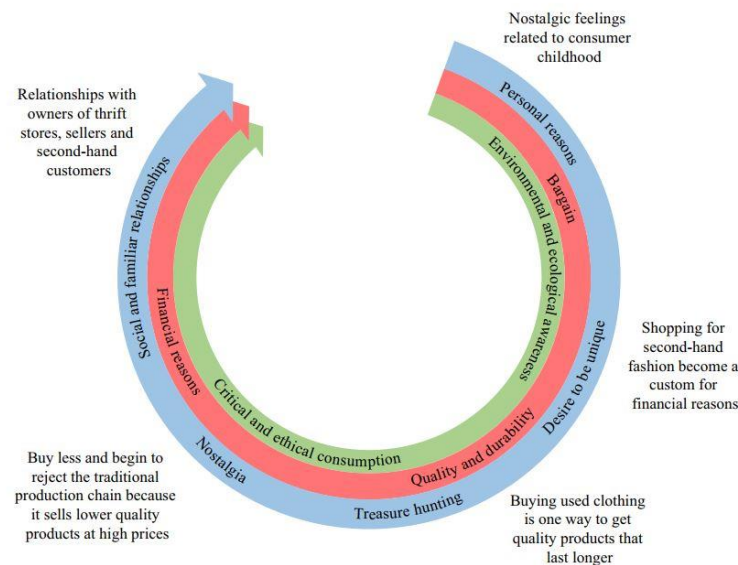 Nostalgic feelings
related to consumer
childhood
Relationships with
owners of thrift
stores, sellers and
second-hand
customers
Personal reasons
Bargain
Environmental and ecological awareness
Social and familiar relationships
Financial reasons
Critical and ethical consumption
Shopping for
second-hand
fashion become a
custom for
financial reasons
Desire to be unique
Quality and durability
Nostalgia
Treasure hunting
Buy less and begin to
reject the traditional
production chain because
it sells lower quality
products at high prices
Buying used clothing
is one way to get
quality products that
last longer